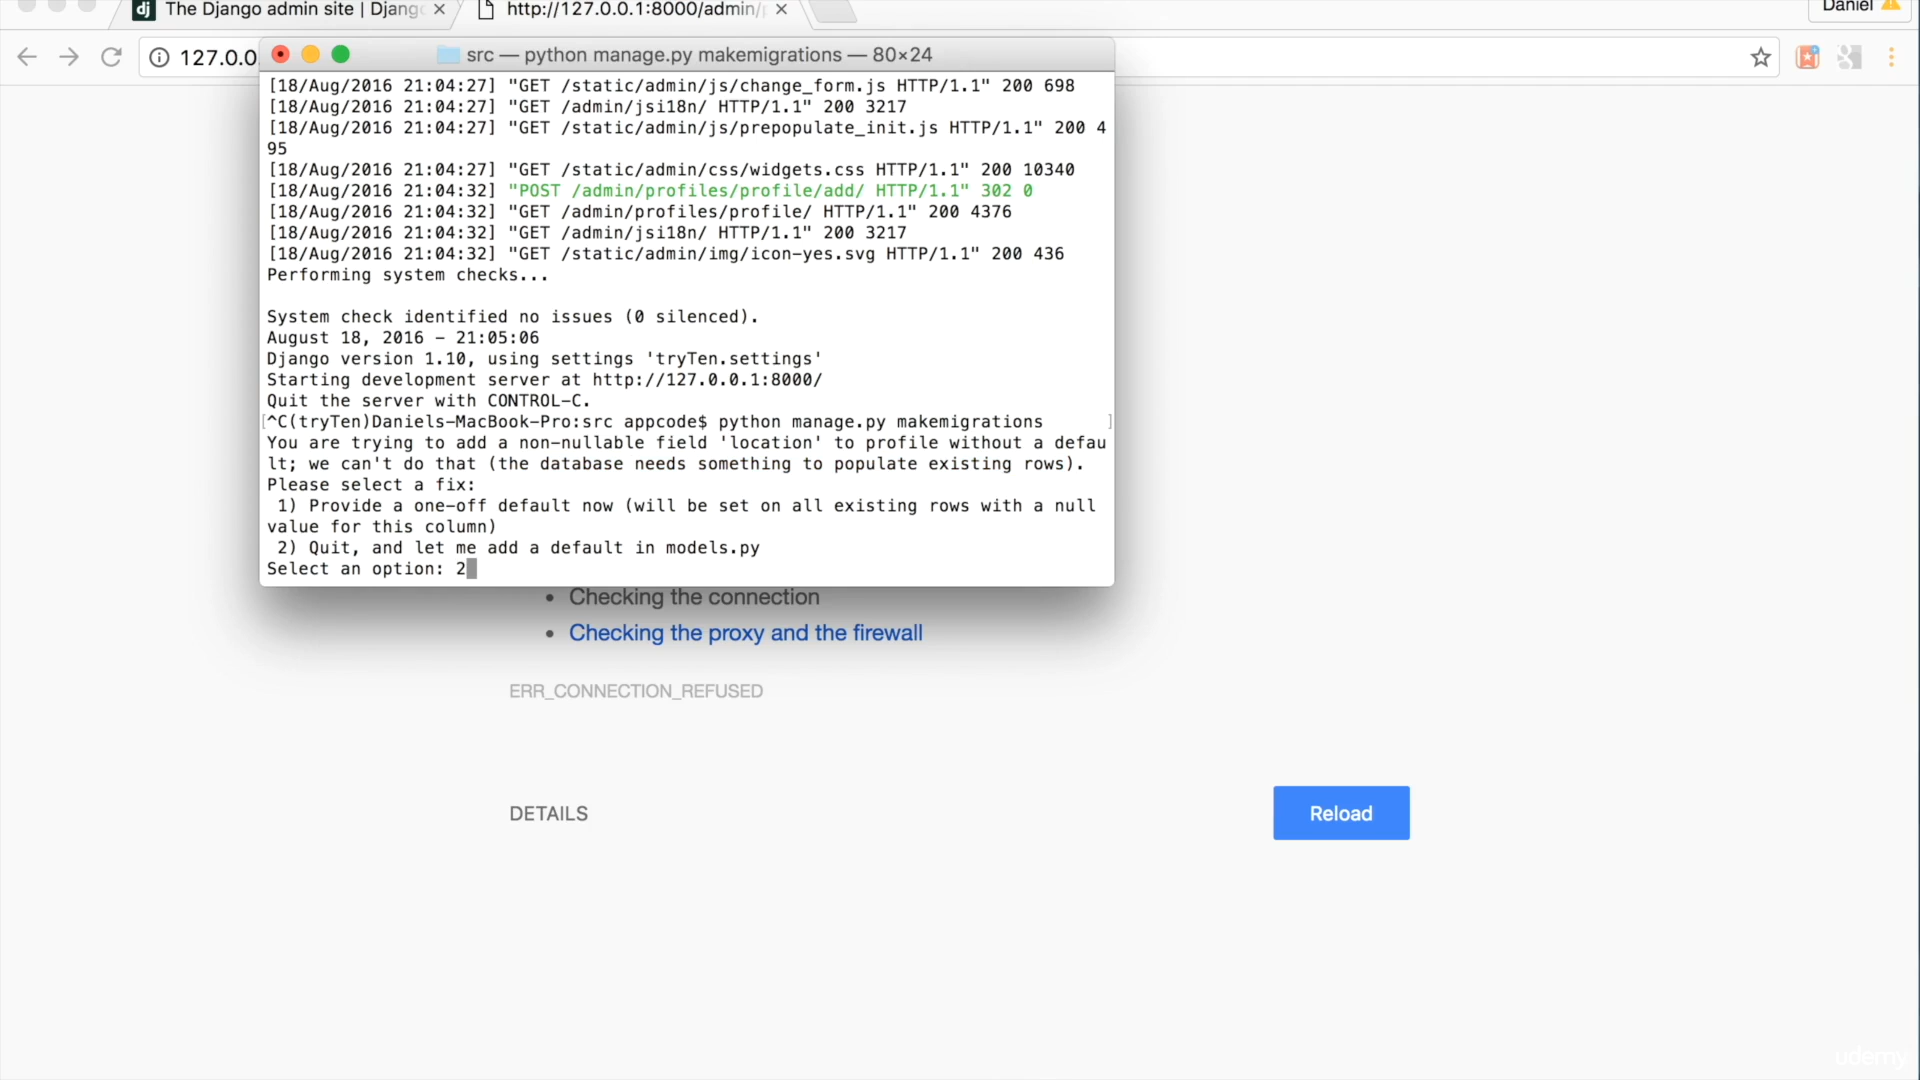 The Django admin site | Djang
http://127.0.0.1:8000/admin/p
Daniel
127.0.0
src — python manage.py makemigrations — 80×24
[18/Aug/2016 21:04:27] "GET /static/admin/js/change_form.js HTTP/1.1" 200 698
[18/Aug/2016 21:04:27] "GET /admin/jsi18n/ HTTP/1.1" 200 3217
[18/Aug/2016 21:04:27] "GET /static/admin/js/prepopulate_init.js HTTP/1.1" 200 4
95
[18/Aug/2016 21:04:27] "GET /static/admin/css/widgets.css HTTP/1.1" 200 10340
[18/Aug/2016 21:04:32] "POST /admin/profiles/profile/add/ HTTP/1.1" 302 0
[18/Aug/2016 21:04:32] "GET /admin/profiles/profile/ HTTP/1.1" 200 4376
[18/Aug/2016 21:04:32] "GET /admin/jsi18n/ HTTP/1.1" 200 3217
[18/Aug/2016 21:04:32] "GET /static/admin/img/icon-yes.svg HTTP/1.1" 200 436
Performing system checks...
System check identified no issues (0 silenced).
August 18, 2016 - 21:05:06
Django version 1.10, using settings 'tryTen.settings'
Starting development server at http://127.0.0.1:8000/
Quit the server with CONTROL-C.
[^C(tryTen)Daniels-MacBook-Pro:src appcode$ python manage.py makemigrations ]
You are trying to add a non-nullable field 'location' to profile without a defau
lt; we can't do that (the database needs something to populate existing rows).
Please select a fix:
1) Provide a one-off default now (will be set on all existing rows with a null
value for this column)
2) Quit, and let me add a default in models.py
Select an option: 2
• Checking the connection
• Checking the proxy and the firewall
ERR_CONNECTION_REFUSED
DETAILS
Reload
udemy